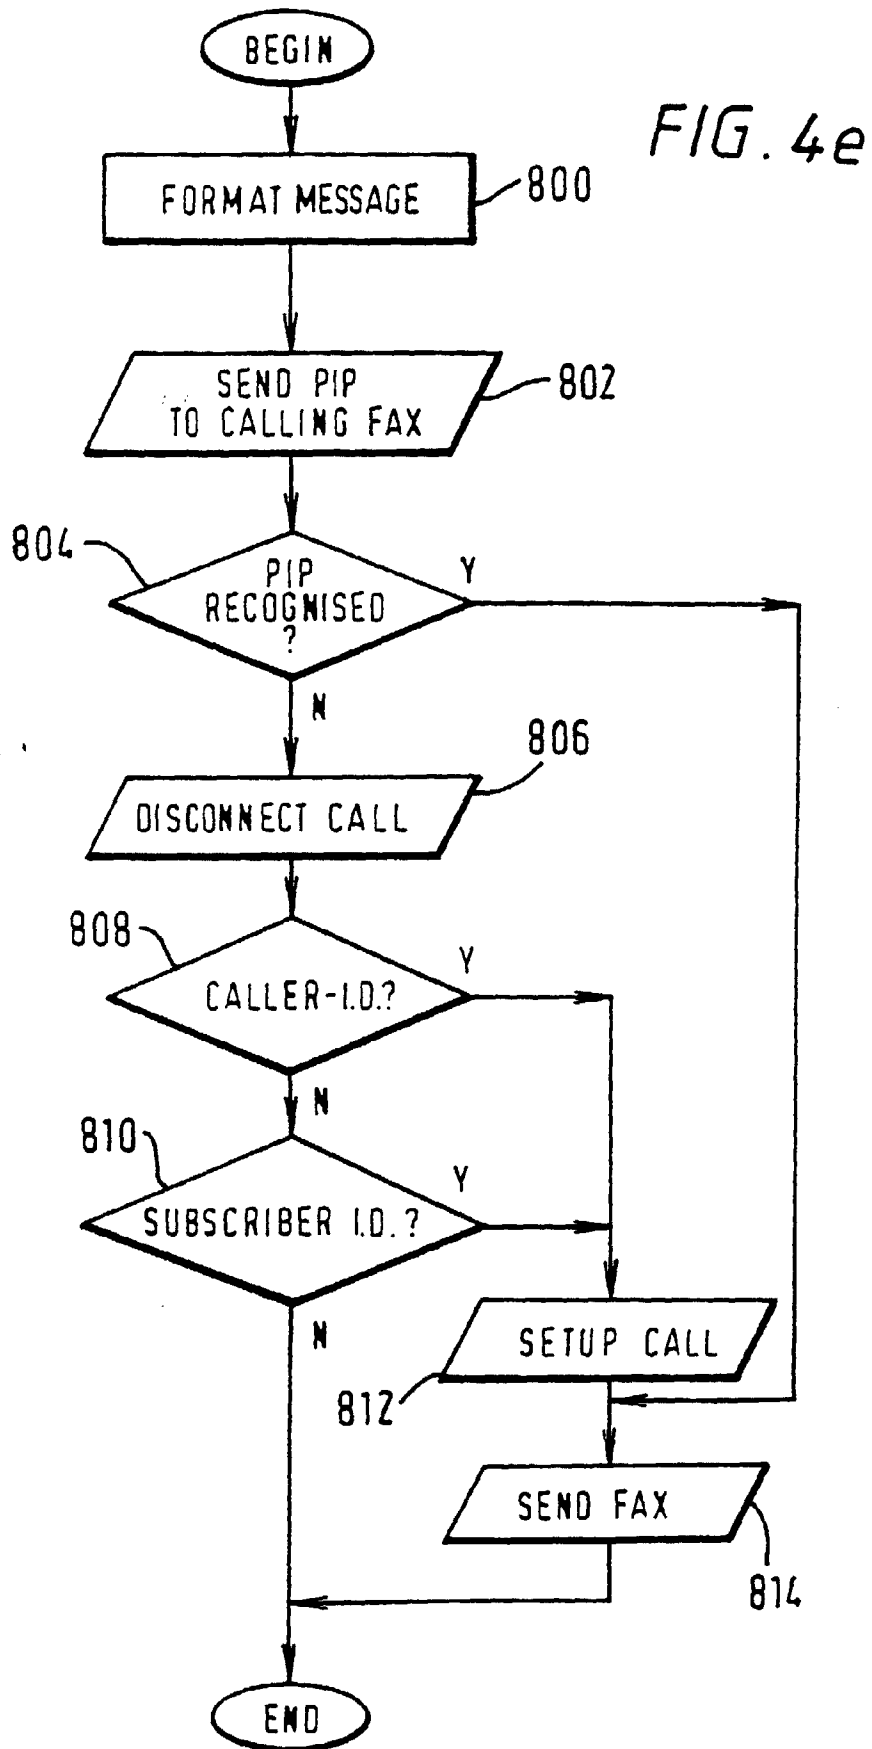 BEGIN
FIG. 4e
FORMAT MESSAGE
800
SEND PIP
TO CALLING FAX
802
804
PIP
RECOGNISED
?
Y
N
806
DISCONNECT CALL
808
CALLER-I.D.?
Y
N
810
SUBSCRIBER I.D.?
Y
N
SETUP CALL
812
SEND FAX
814
END